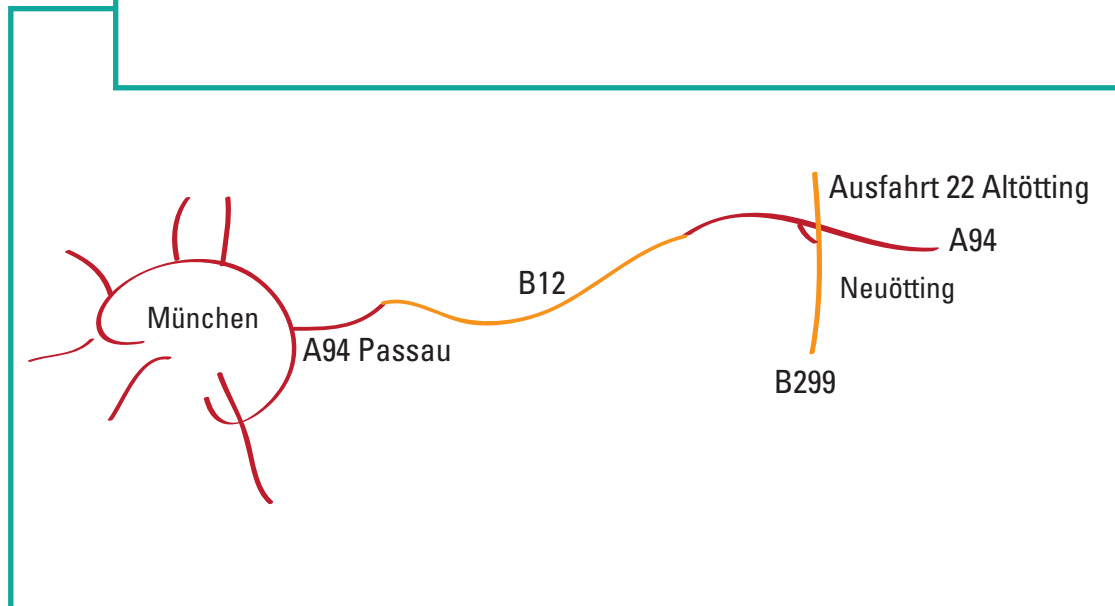 Ausfahrt 22 Altötting
A94
B12
Neuötting
München
A94 Passau
B299